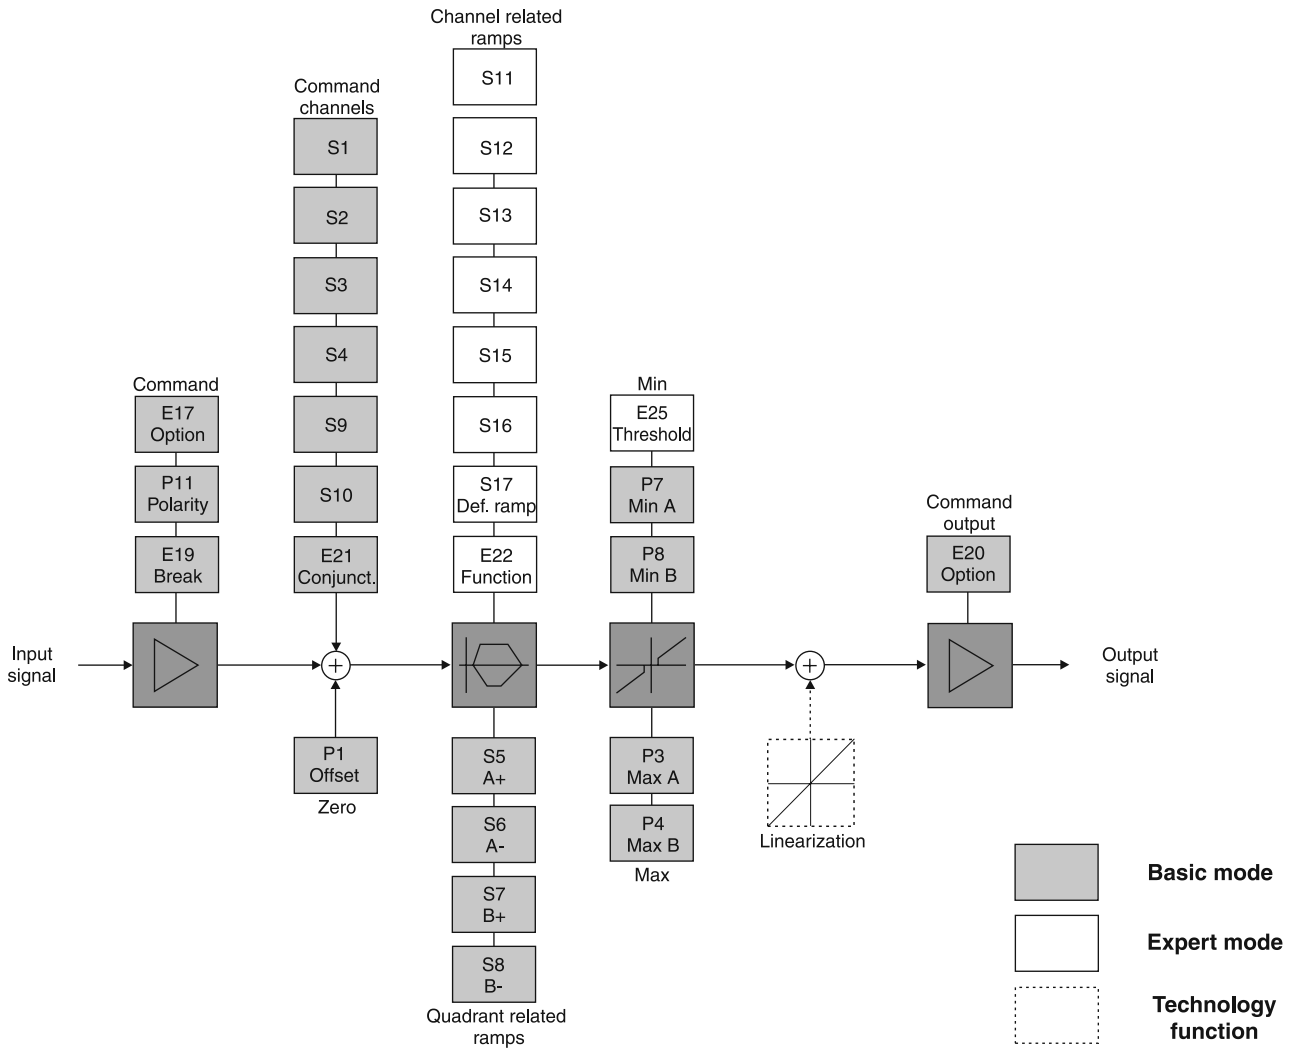 Channel related
ramps
S11
S12
S13
S14
S15
S16
S17
Def. ramp
E22
Function
Command
channels
S1
S2
S3
S4
S9
S10
E21
Conjunct.
Command
E17
Option
P11
Polarity
E19
Break
Min
E25
Threshold
P7
Min A
P8
Min B
Command
output
E20
Option
Input
signal
+
+
Output
signal
P1
Offset
Zero
S5
A+
S6
A-
S7
B+
S8
B-
Quadrant related
ramps
P3
Max A
P4
Max B
Max
Linearization
Basic mode
Expert mode
Technology
function